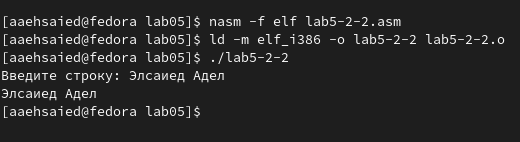 [aaehsaied@fedora lab05]$ nasm -f elf lab5-2-2.asm
[aaehsaied@fedora lab05]$ ld -m elf_i386 -o lab5-2-2 lab5-2-2.o
[aaehsaied@fedora lab05]$ ./lab5-2-2
Введите строку: Элсаиед Адел
Элсаиед Адел
[aaehsaied@fedora lab05]$